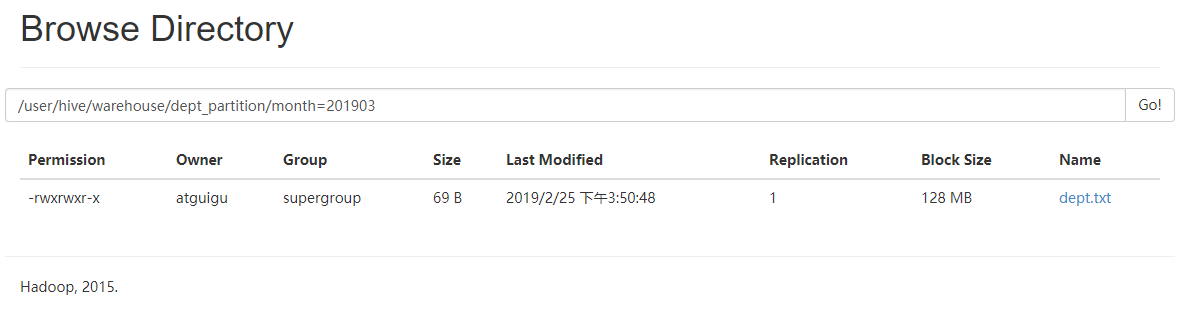 Browse Directory
/user/hive/warehouse/dept_partition/month=201903 Go!
Permission Owner Group Size Last Modified Replication Block Size Name
-rwxrwxr-x atguigu supergroup 69 B 2019/2/25 下午3:50:48 1 128 MB dept.txt
Hadoop, 2015.